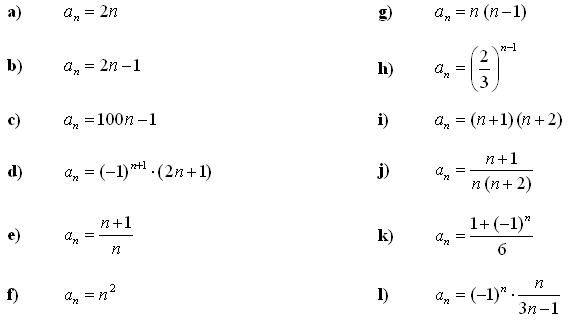 a) aₙ = 2n
b) aₙ = 2n − 1
c) aₙ = 100n − 1
d) aₙ = (−1)ⁿ⁺¹ · (2n + 1)
e) aₙ = (n + 1) / n
f) aₙ = n²
g) aₙ = n (n − 1)
h) aₙ = (2/3)ⁿ⁻¹
i) aₙ = (n + 1) (n + 2)
j) aₙ = (n + 1) / (n (n + 2))
k) aₙ = (1 + (−1)ⁿ) / 6
l) aₙ = (−1)ⁿ · n / (3n − 1)